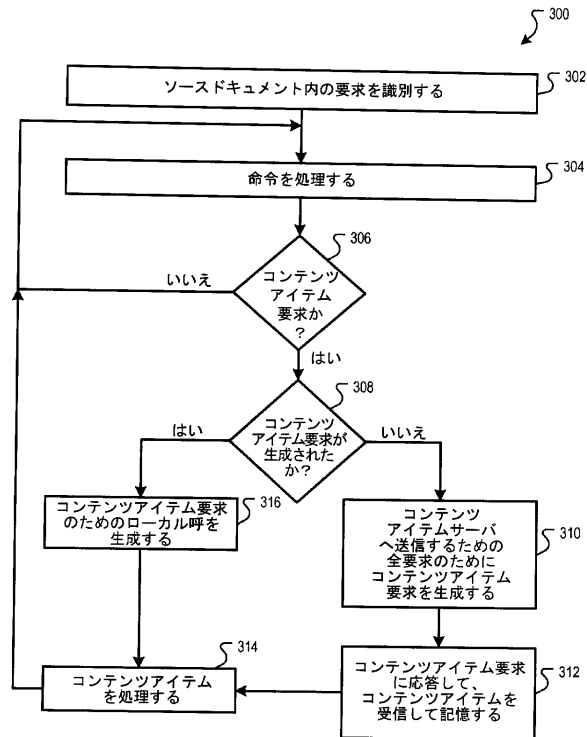 300
ソースドキュメント内の要求を識別する
302
命令を処理する
304
306
コンテンツ
アイテム
要求か
?
いいえ
はい
308
コンテンツ
アイテム要求が
生成された
か?
はい
いいえ
コンテンツアイテム要求
のためのローカル呼を
生成する
316
コンテンツ
アイテムサーバ
へ送信するための
全要求のために
コンテンツアイテム
要求を生成する
310
314
コンテンツアイテム
を処理する
コンテンツアイテム要求
に応答して、
コンテンツアイテムを
受信して記憶する
312